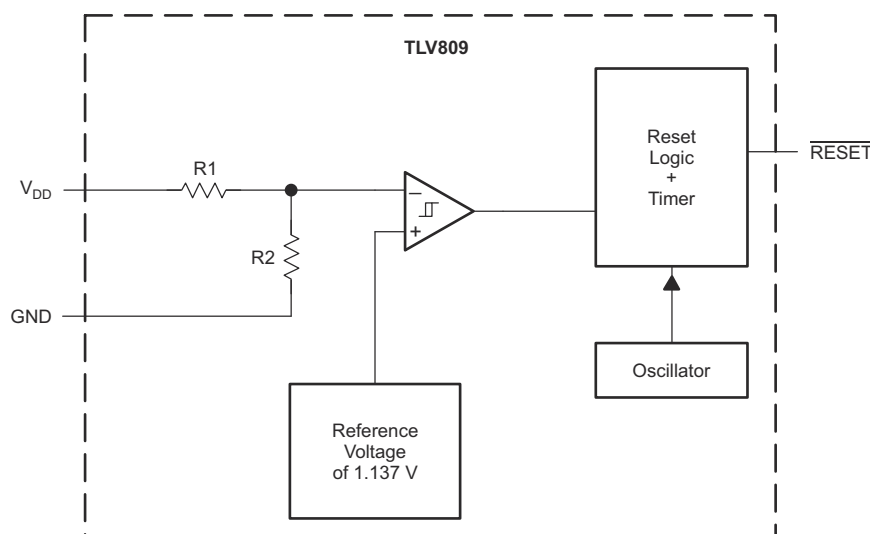 TLV809
Reset
Logic
+
Timer
RESET
R1
VDD
−
+
R2
GND
Oscillator
Reference
Voltage
of 1.137 V